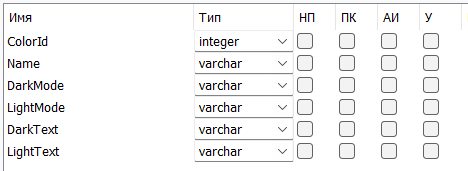 Имя Тип НП ПК АИ У
ColorId integer
Name varchar
DarkMode varchar
LightMode varchar
DarkText varchar
LightText varchar